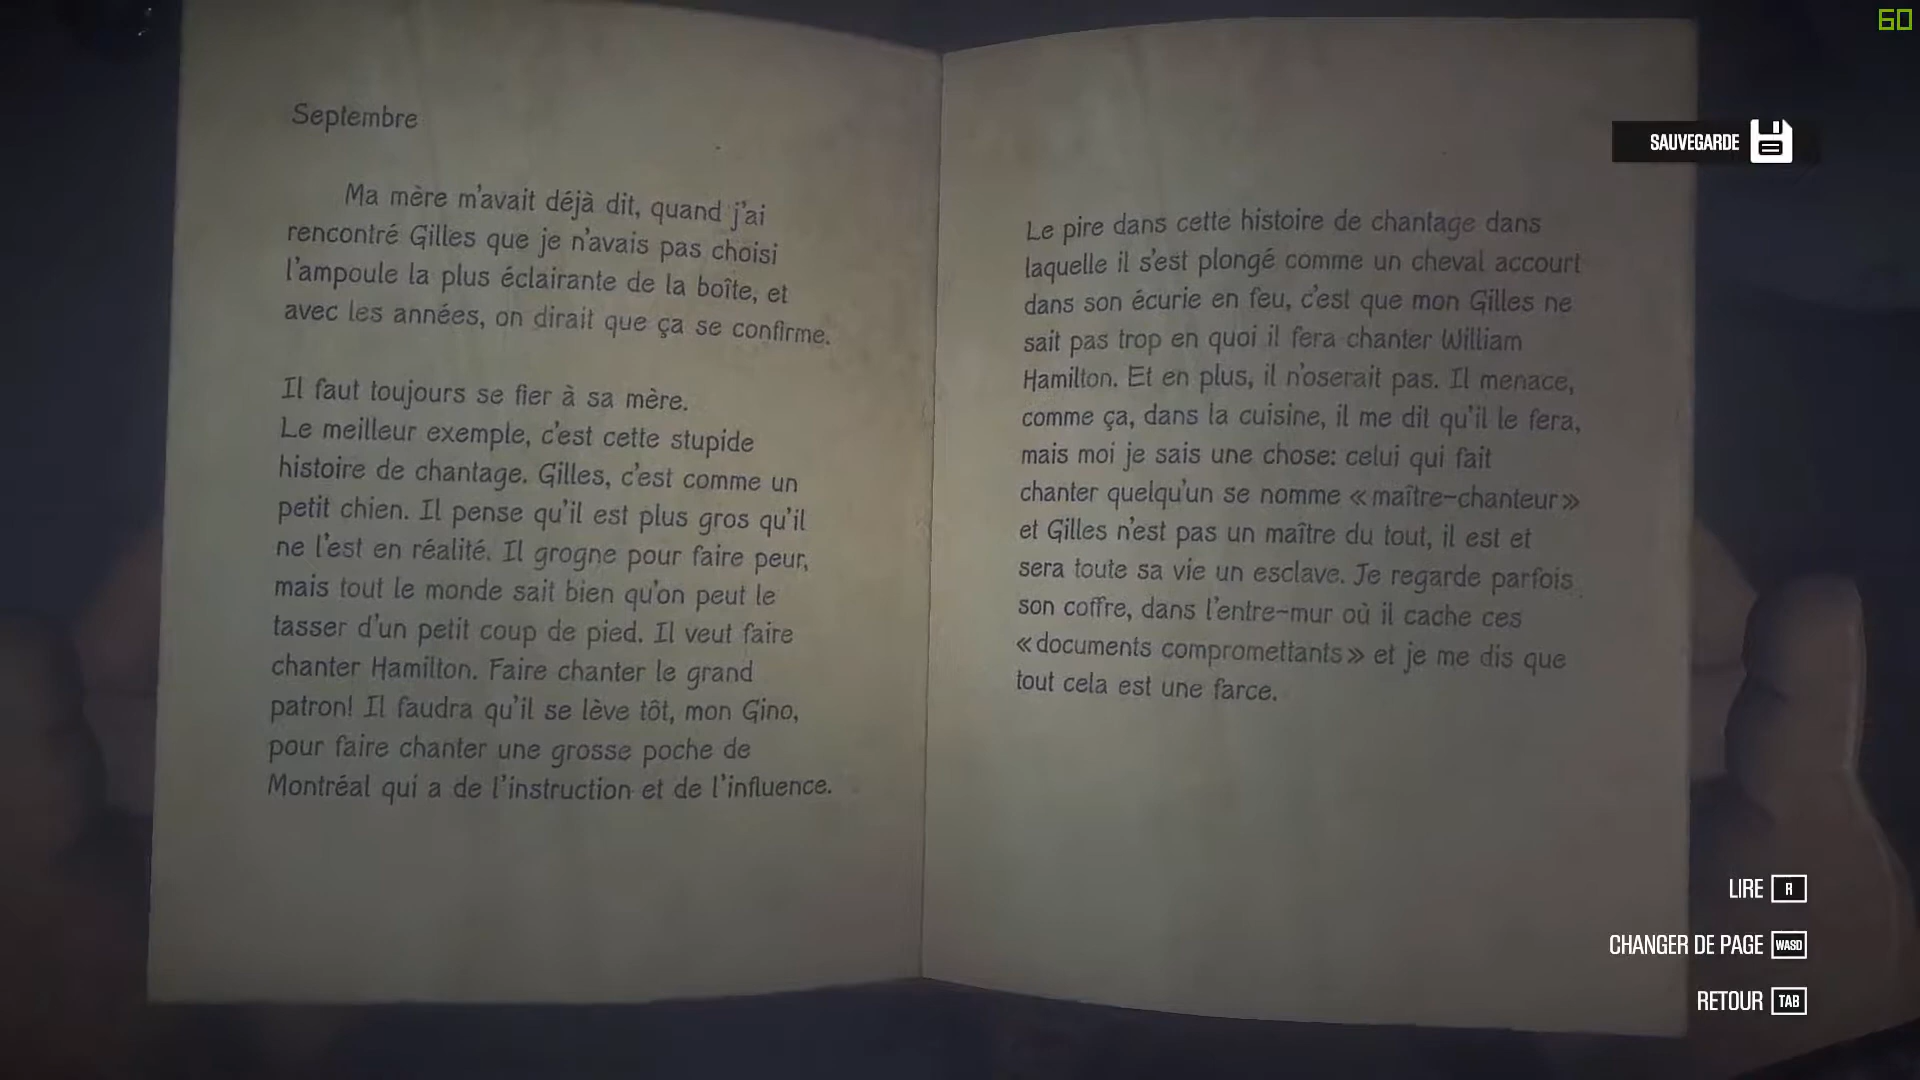 60
Septembre
Ma mère m'avait déjà dit, quand j'ai
rencontré Gilles que je n'avais pas choisi
l'ampoule la plus éclairante de la boîte, et
avec les années, on dirait que ça se confirme.
Il faut toujours se fier à sa mère.
Le meilleur exemple, c'est cette stupide
histoire de chantage. Gilles, c'est comme un
petit chien. Il pense qu'il est plus gros qu'il
ne l'est en réalité. Il grogne pour faire peur,
mais tout le monde sait bien qu'on peut le
tasser d'un petit coup de pied. Il veut faire
chanter Hamilton. Faire chanter le grand
patron! Il faudra qu'il se lève tôt, mon Gino,
pour faire chanter une grosse poche de
Montréal qui a de l'instruction et de l'influence.
Le pire dans cette histoire de chantage dans
laquelle il s'est plongé comme un cheval accourt
dans son écurie en feu, c'est que mon Gilles ne
sait pas trop en quoi il fera chanter William
Hamilton. Et en plus, il n'oserait pas. Il menace,
comme ça, dans la cuisine, il me dit qu'il le fera,
mais moi je sais une chose: celui qui fait
chanter quelqu'un se nomme «maître-chanteur»
et Gilles n'est pas un maître du tout, il est et
sera toute sa vie un esclave. Je regarde parfois
son coffre, dans l'entre-mur où il cache ces
«documents compromettants» et je me dis que
tout cela est une farce.
SAUVEGARDE
LIRE R
CHANGER DE PAGE WASD
RETOUR TAB